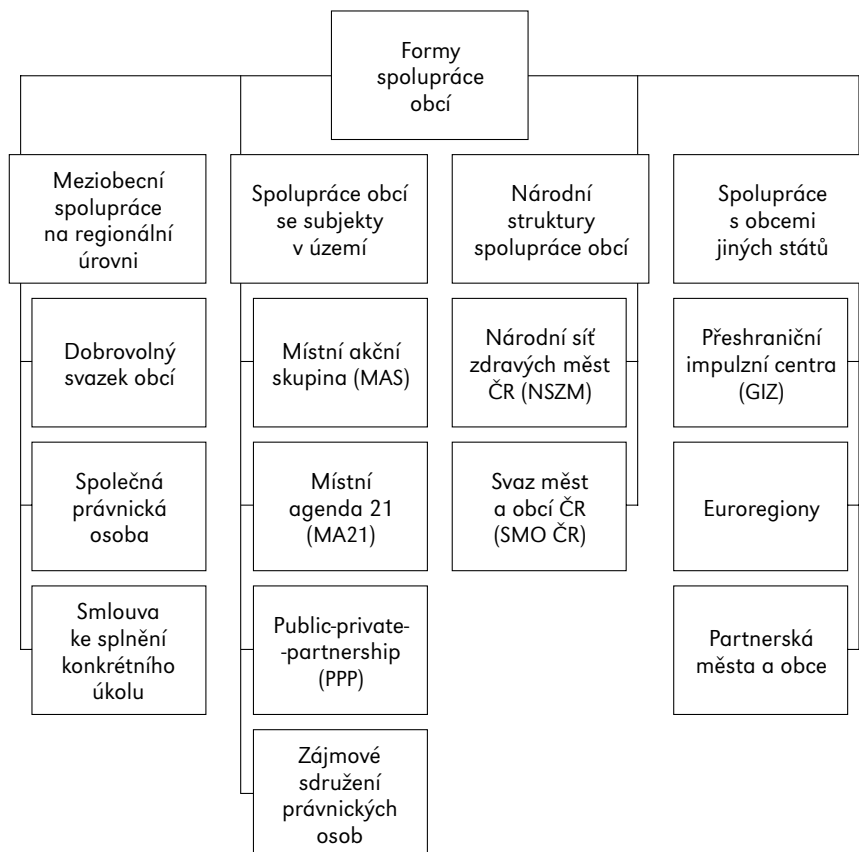 Formy
spolupráce
obcí
Meziobecní
spolupráce
na regionální
úrovni
Spolupráce obcí
se subjekty
v území
Národní
struktury
spolupráce obcí
Spolupráce
s obcemi
jiných států
Dobrovolný
svazek obcí
Místní akční
skupina (MAS)
Národní síť
zdravých měst
ČR (NSZM)
Přeshraniční
impulzní centra
(GIZ)
Společná
právnická
osoba
Místní
agenda 21
(MA21)
Svaz měst
a obcí ČR
(SMO ČR)
Euroregiony
Smlouva
ke splnění
konkrétního
úkolu
Public-private-
-partnership
(PPP)
Partnerská
města a obce
Zájmové
sdružení
právnických
osob